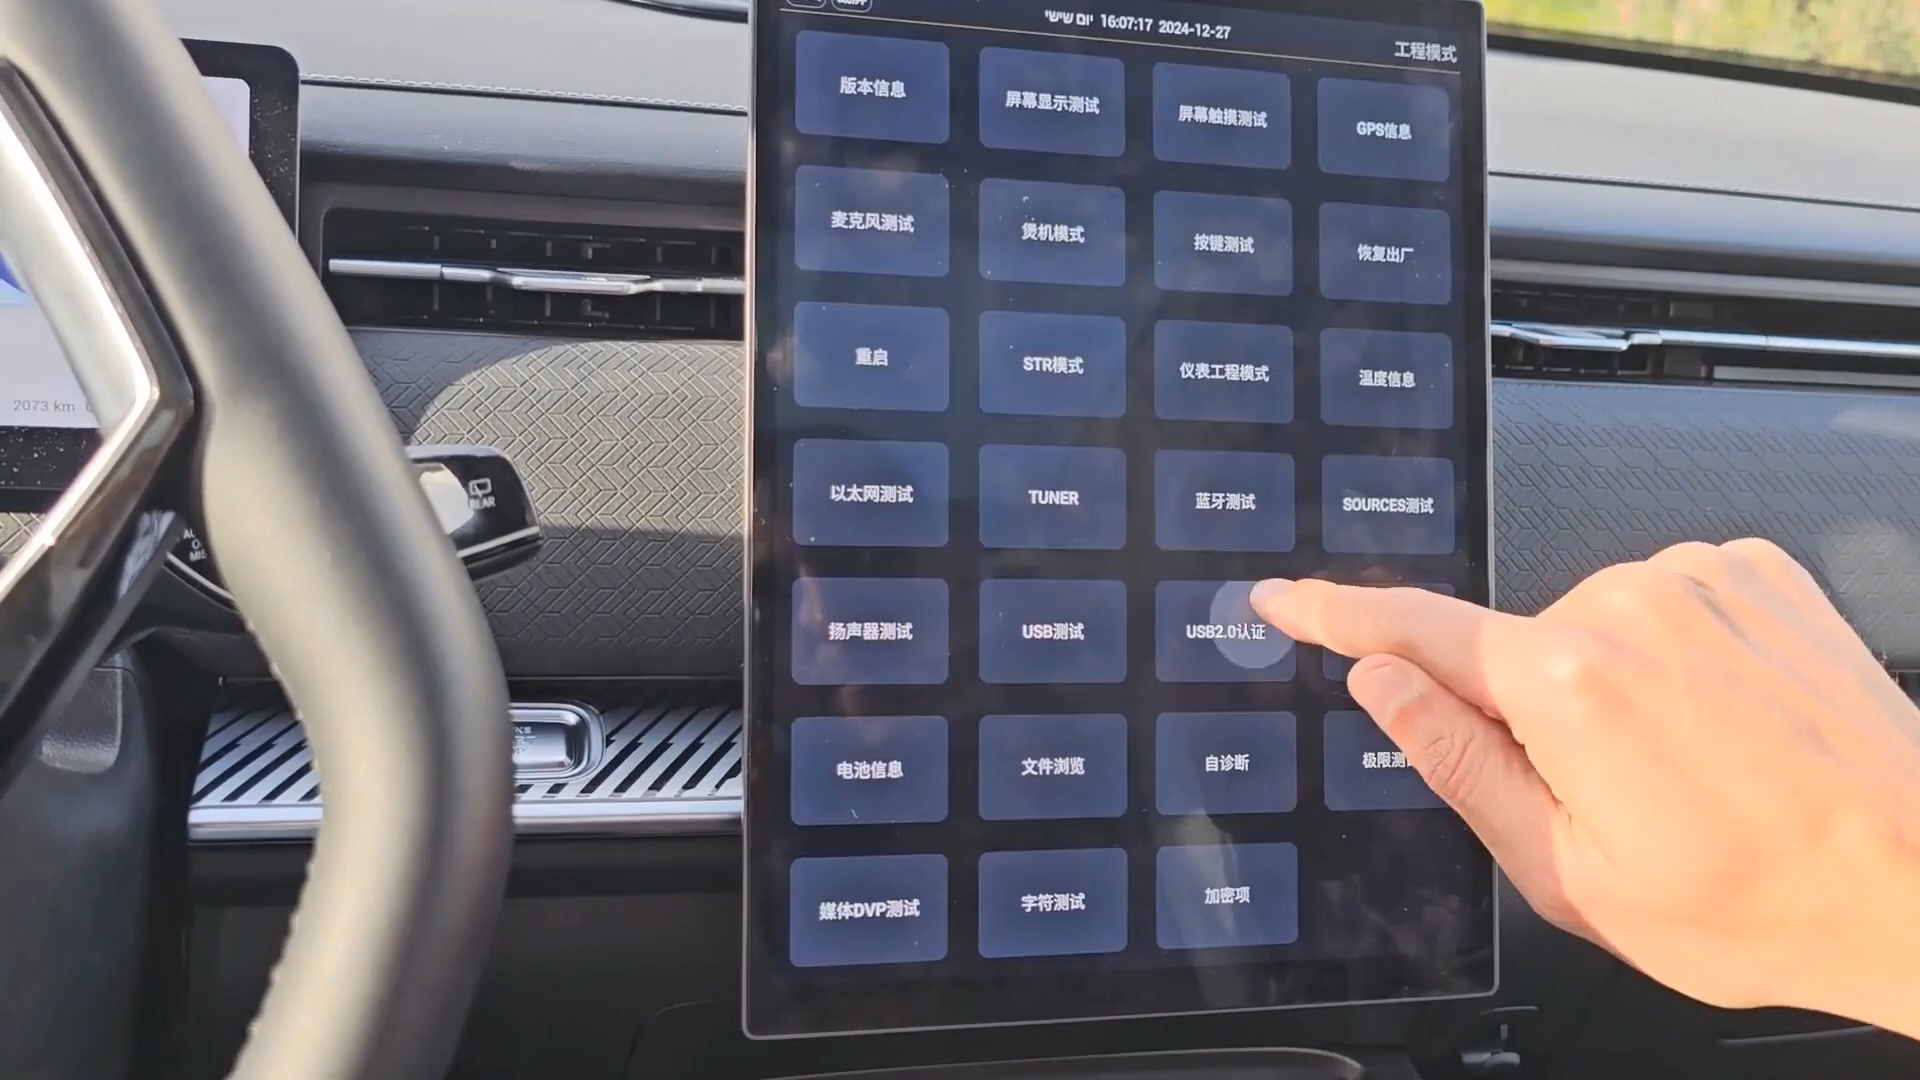 יום שישי 16:07:17 2024-12-27
工程模式
版本信息
屏幕显示测试
屏幕触摸测试
GPS信息
麦克风测试
煲机模式
按键测试
恢复出厂
重启
STR模式
仪表工程模式
温度信息
以太网测试
TUNER
蓝牙测试
SOURCES测试
扬声器测试
USB测试
USB2.0认证
电池信息
文件浏览
自诊断
极限测试
媒体DVP测试
字符测试
加密项
2073 km
REAR